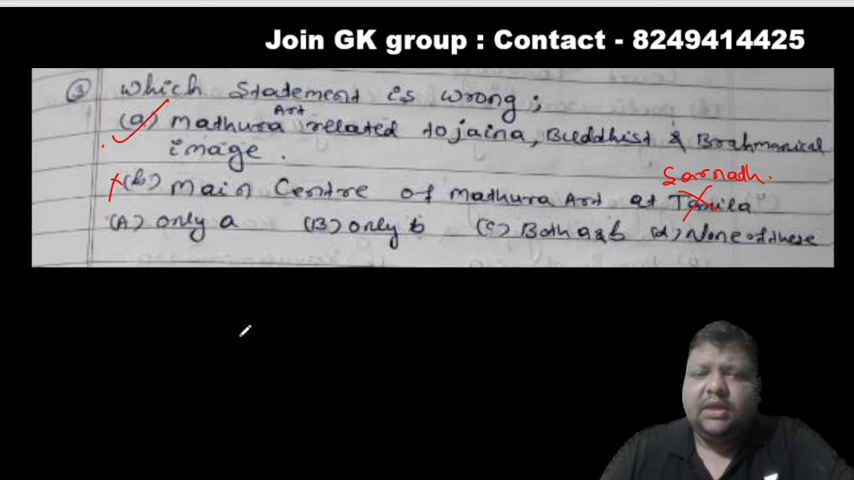 Join GK group : Contact - 8249414425
③ Which Statement is wrong;
(a) Mathura Art related to jaina, Buddhist & Brahmanical
image.
Sarnath.
(b) Main Centre of Mathura Art at
(A) only a (B) only b (C) Both a & b (d) None of these